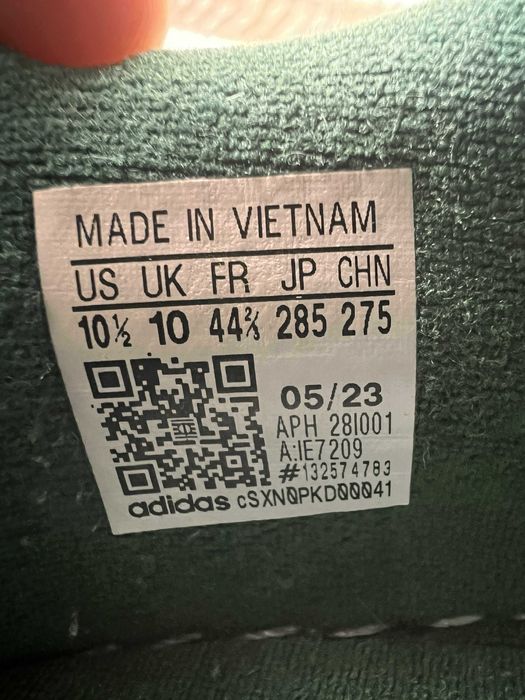 MADE IN VIETNAM
US UK FR JP CHN
10½ 10 44⅔ 285 275
05/23
APH 28I001
A:IE7209
#132574783
adidas cSXN0PKD00041